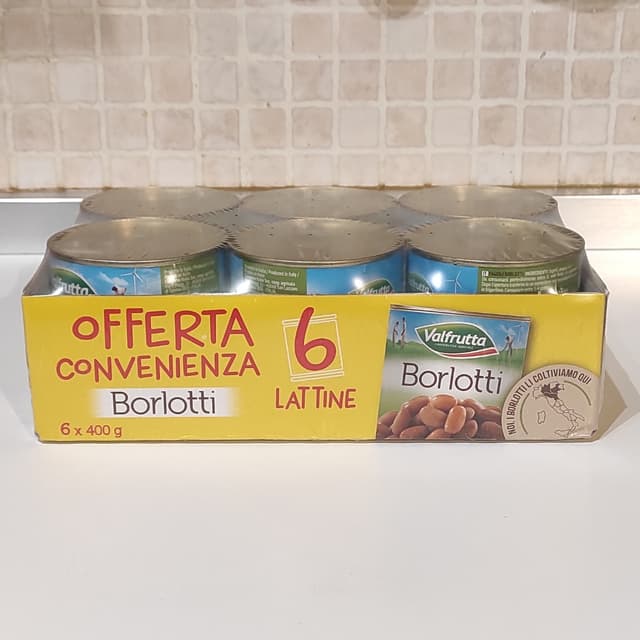 OFFERTA
CONVENIENZA
Borlotti
6 x 400 g
6
LATTINE
Valfrutta
Borlotti
NOI, I BORLOTTI LI COLTIVIAMO QUI